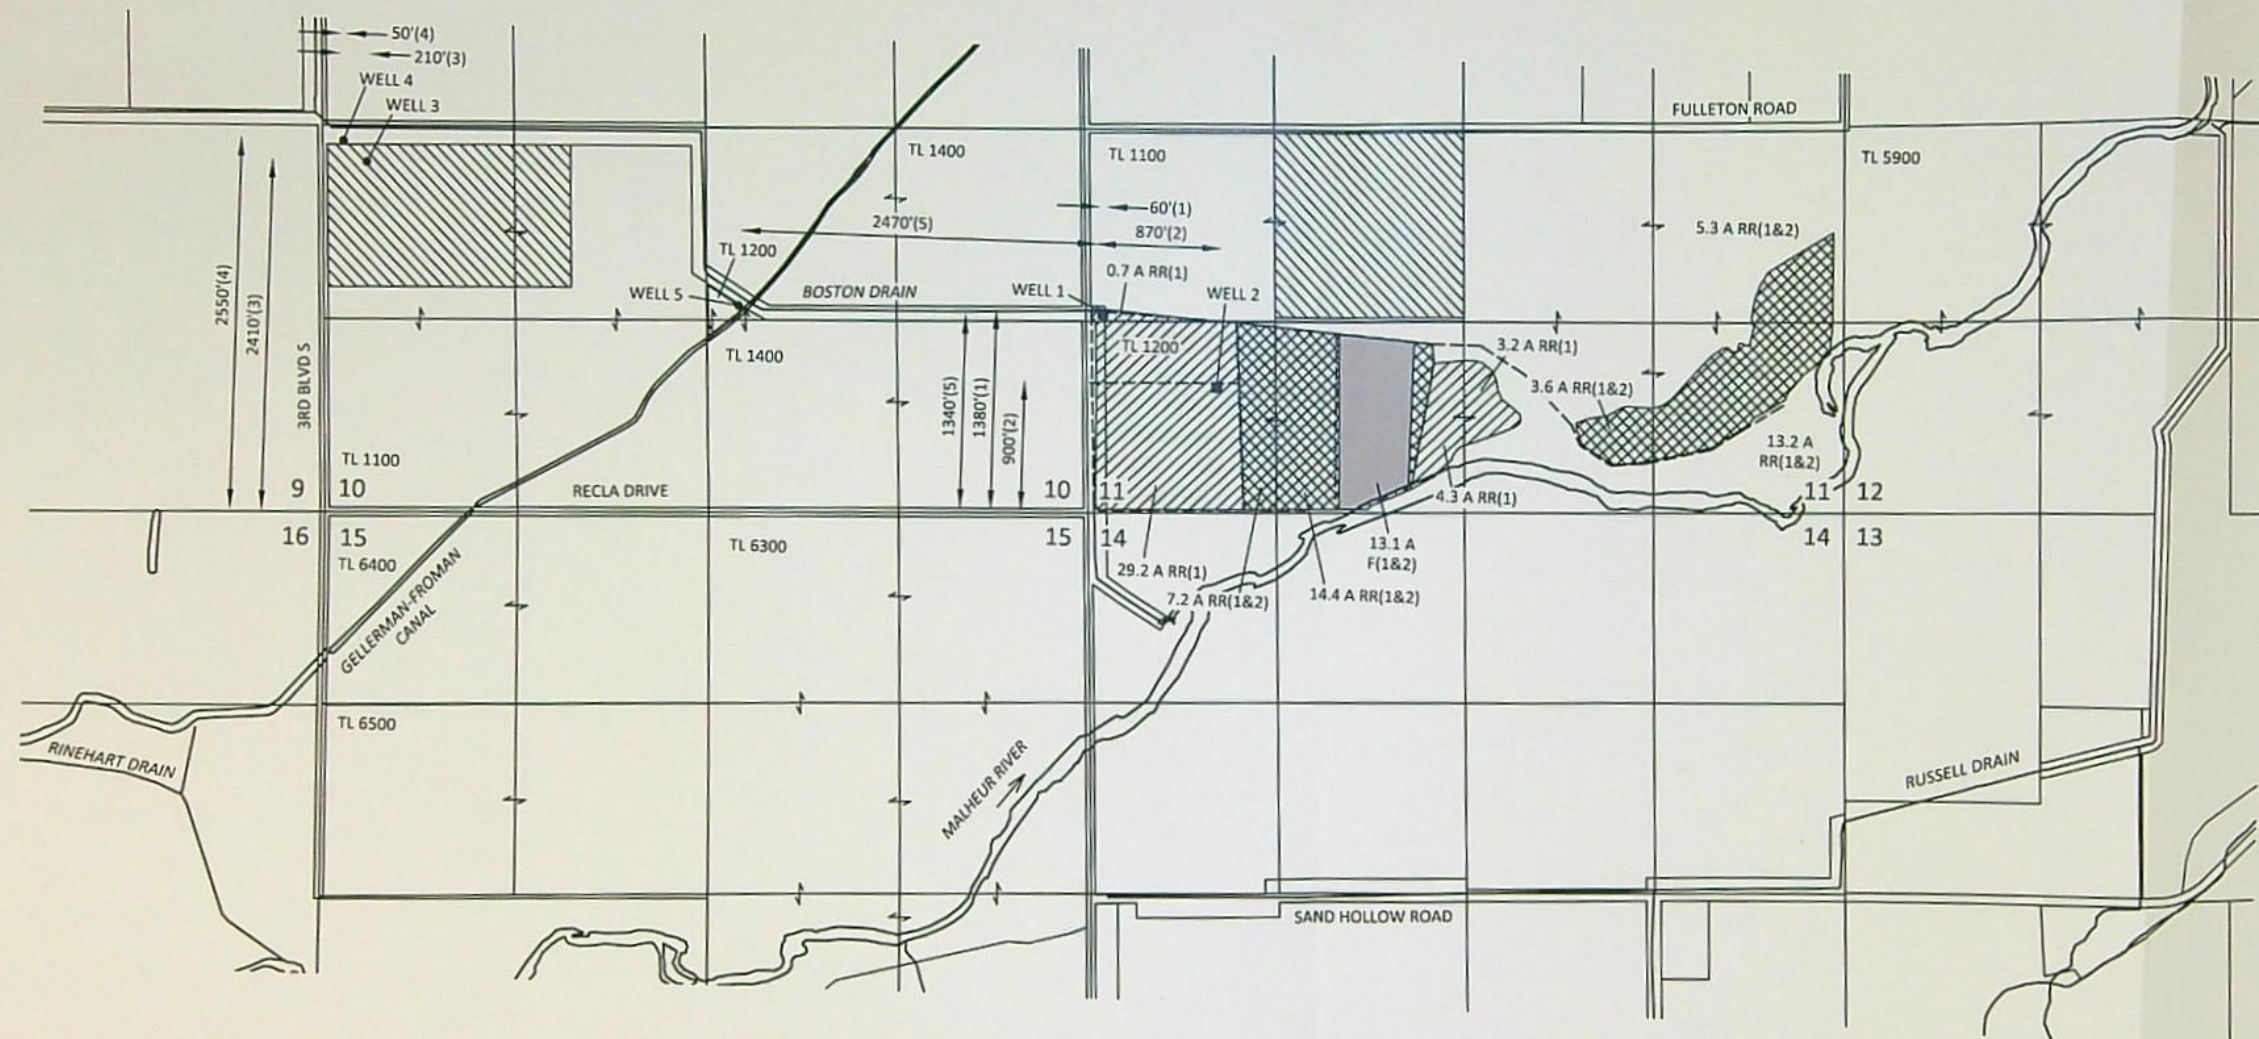 50'(4)
210'(3)
WELL 4
WELL 3
FULLETON ROAD
TL 1400
TL 1100
TL 5900
60'(1)
2470'(5)
870'(2)
5.3 A RR(1&2)
TL 1200
0.7 A RR(1)
WELL 5
BOSTON DRAIN
WELL 1
WELL 2
2550'(4)
2410'(3)
3RD BLVD S
TL 1400
TL 1200
3.2 A RR(1)
3.6 A RR(1&2)
1340'(5)
1380'(1)
900'(2)
TL 1100
RECLA DRIVE
13.2 A
RR(1&2)
4.3 A RR(1)
9
10
10
11
11
12
16
15
15
14
14
13
TL 6400
TL 6300
GELLERMAN-FROMAN
CANAL
13.1 A
F(1&2)
29.2 A RR(1)
7.2 A RR(1&2)
14.4 A RR(1&2)
TL 6500
RINEHART DRAIN
MALHEUR RIVER
RUSSELL DRAIN
SAND HOLLOW ROAD